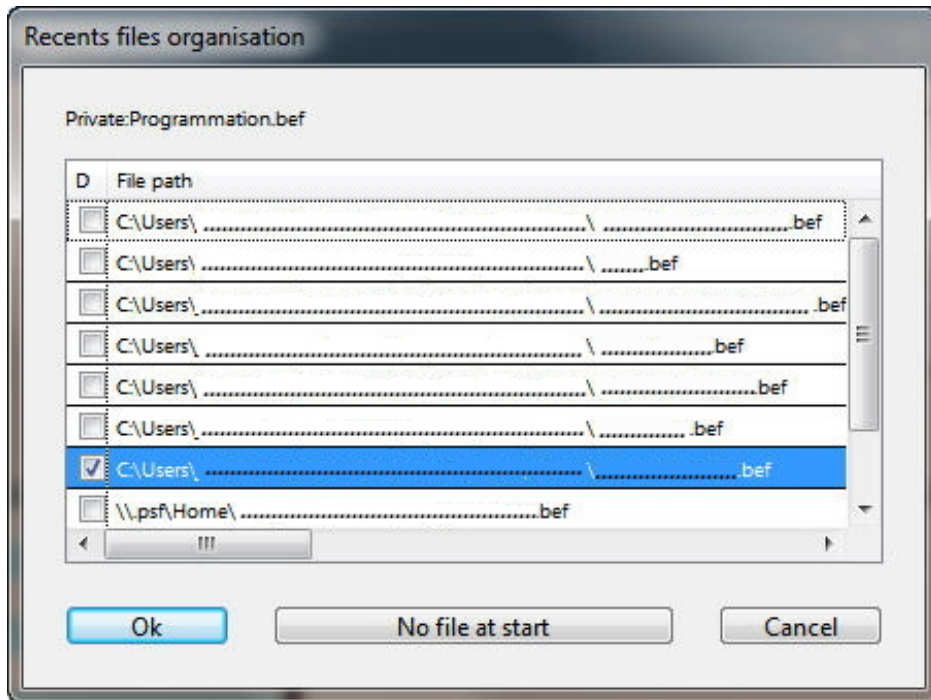 Recents files organisation
Private:Programmation.bef
D File path
C:\Users\ ................................................................\ ................................bef
C:\Users\ ................................................................\ ........bef
C:\Users\ ................................................................\ .................................... .bef
C:\Users\ ................................................................\ ...................bef
C:\Users\ ................................................................\ ...........................bef
C:\Users\ ................................................................\ ............... .bef
C:\Users\ ................................................................ \.........................bef
\\.psf\Home\ ...................................................bef
Ok No file at start Cancel